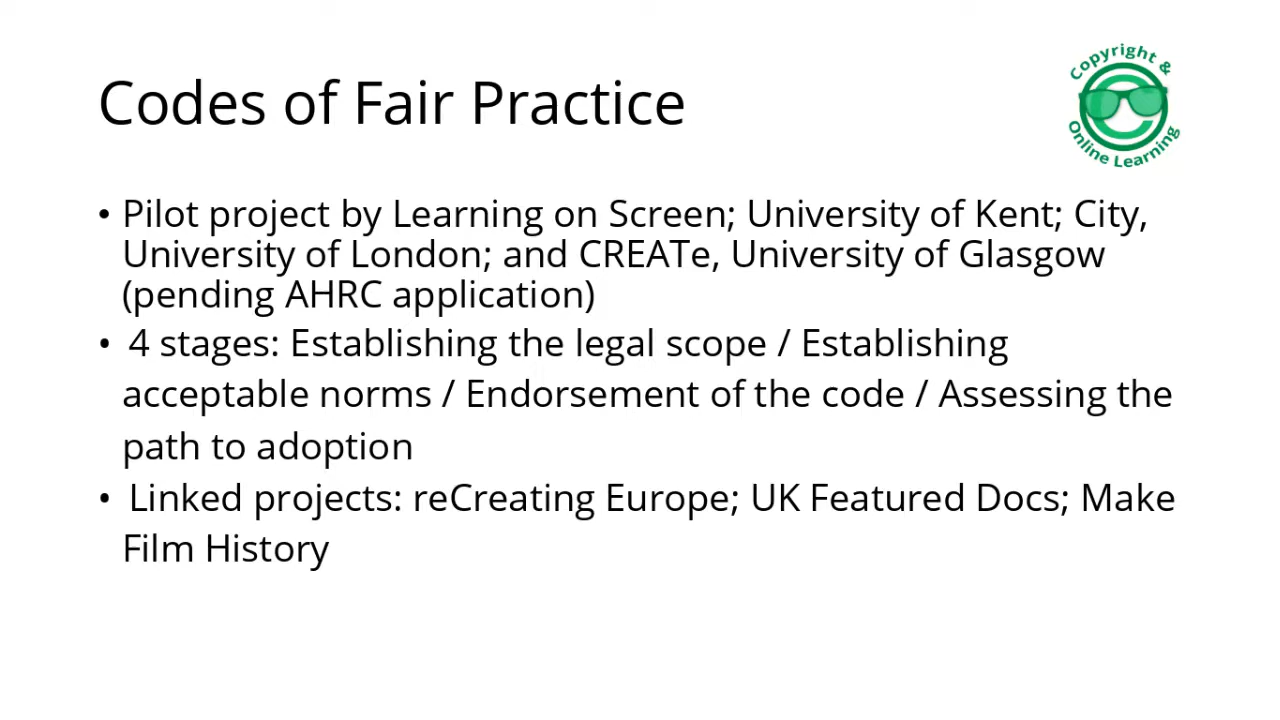 Codes of Fair Practice
Copyright &
Online Learning
• Pilot project by Learning on Screen; University of Kent; City,
University of London; and CREATe, University of Glasgow
(pending AHRC application)
• 4 stages: Establishing the legal scope / Establishing
acceptable norms / Endorsement of the code / Assessing the
path to adoption
• Linked projects: reCreating Europe; UK Featured Docs; Make
Film History